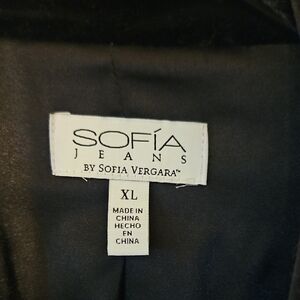 SOFÍA
JEANS
BY SOFIA VERGARA™
XL
MADE IN
CHINA
HECHO
EN
CHINA